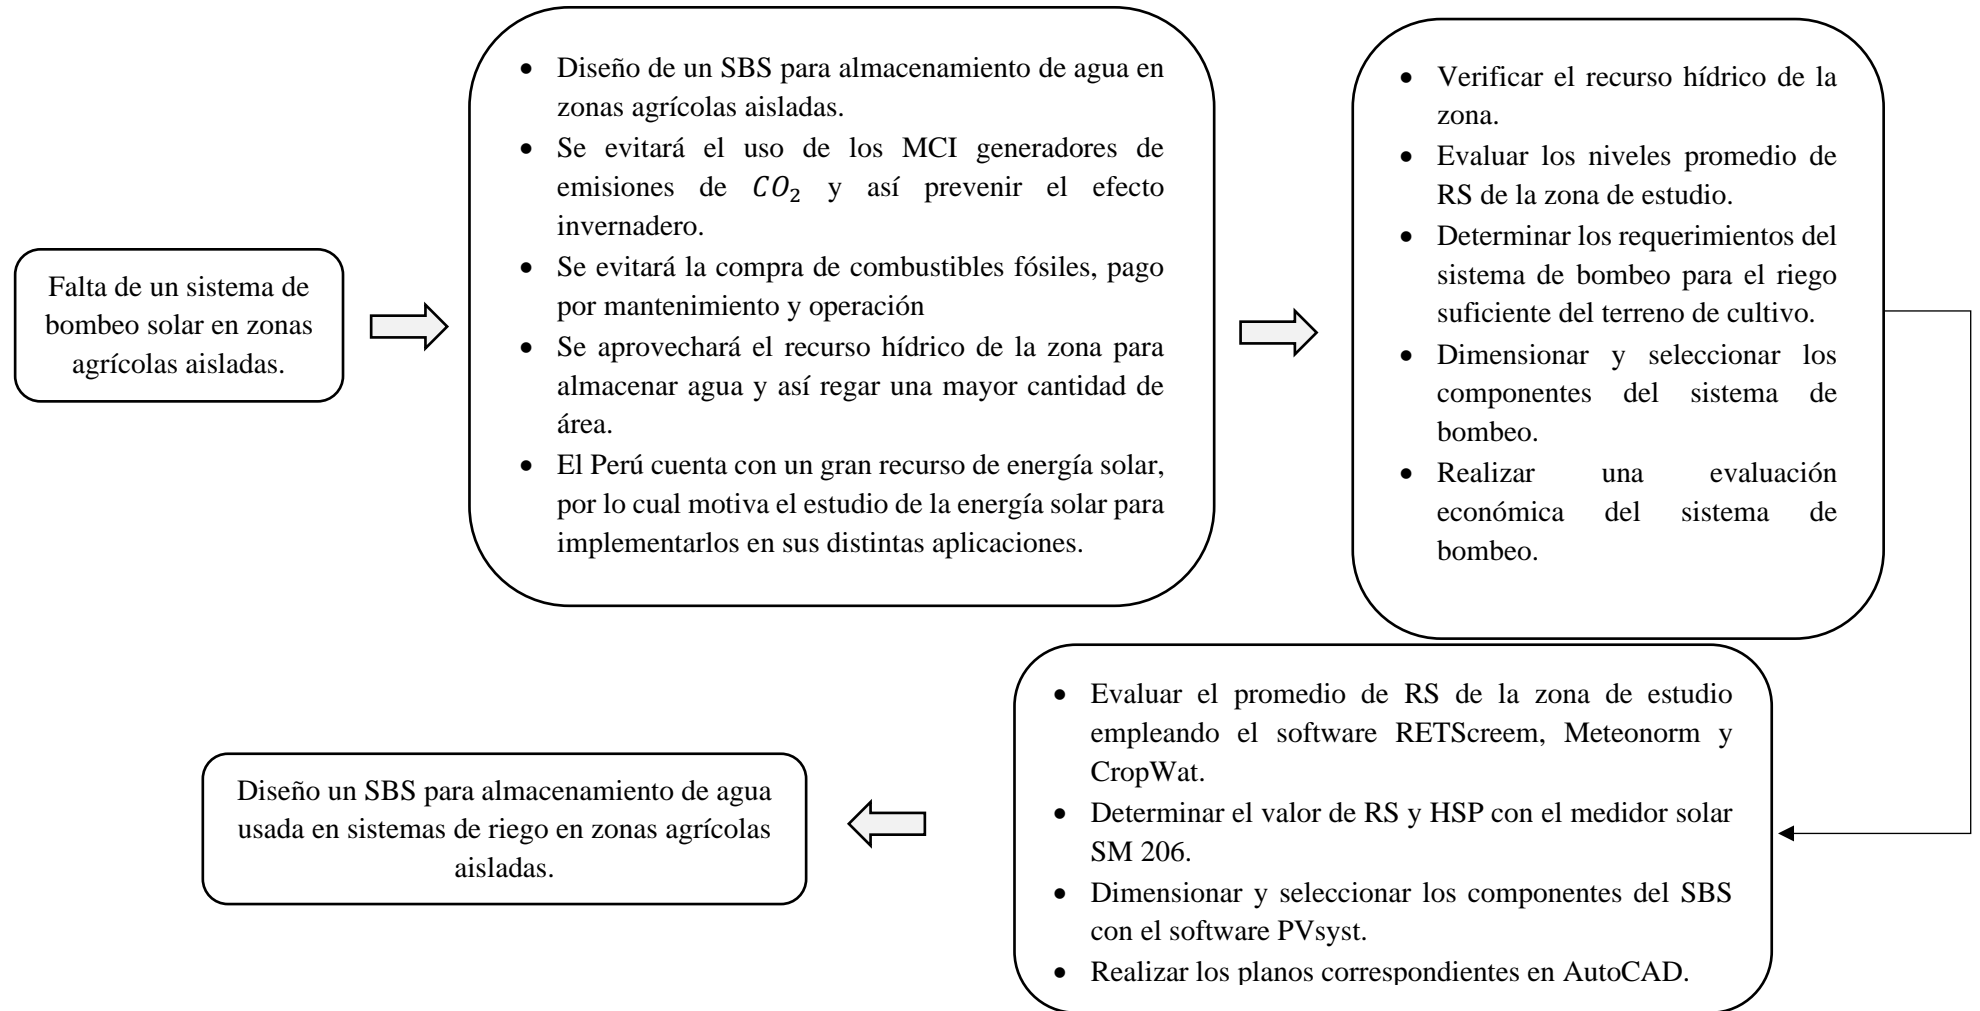 Falta de un sistema de
bombeo solar en zonas
agrícolas aisladas.
• Diseño de un SBS para almacenamiento de agua en
zonas agrícolas aisladas.
• Se evitará el uso de los MCI generadores de
emisiones de CO₂ y así prevenir el efecto
invernadero.
• Se evitará la compra de combustibles fósiles, pago
por mantenimiento y operación
• Se aprovechará el recurso hídrico de la zona para
almacenar agua y así regar una mayor cantidad de
área.
• El Perú cuenta con un gran recurso de energía solar,
por lo cual motiva el estudio de la energía solar para
implementarlos en sus distintas aplicaciones.
• Verificar el recurso hídrico de la
zona.
• Evaluar los niveles promedio de
RS de la zona de estudio.
• Determinar los requerimientos del
sistema de bombeo para el riego
suficiente del terreno de cultivo.
• Dimensionar y seleccionar los
componentes del sistema de
bombeo.
• Realizar una evaluación
económica del sistema de
bombeo.
• Evaluar el promedio de RS de la zona de estudio
empleando el software RETScreem, Meteonorm y
CropWat.
• Determinar el valor de RS y HSP con el medidor solar
SM 206.
• Dimensionar y seleccionar los componentes del SBS
con el software PVsyst.
• Realizar los planos correspondientes en AutoCAD.
Diseño un SBS para almacenamiento de agua
usada en sistemas de riego en zonas agrícolas
aisladas.